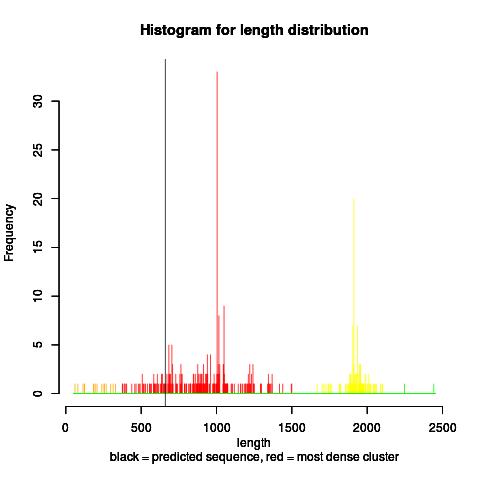 Histogram for length distribution
Frequency
30
25
20
15
10
5
0
0 500 1000 1500 2000 2500
length
black = predicted sequence, red = most dense cluster